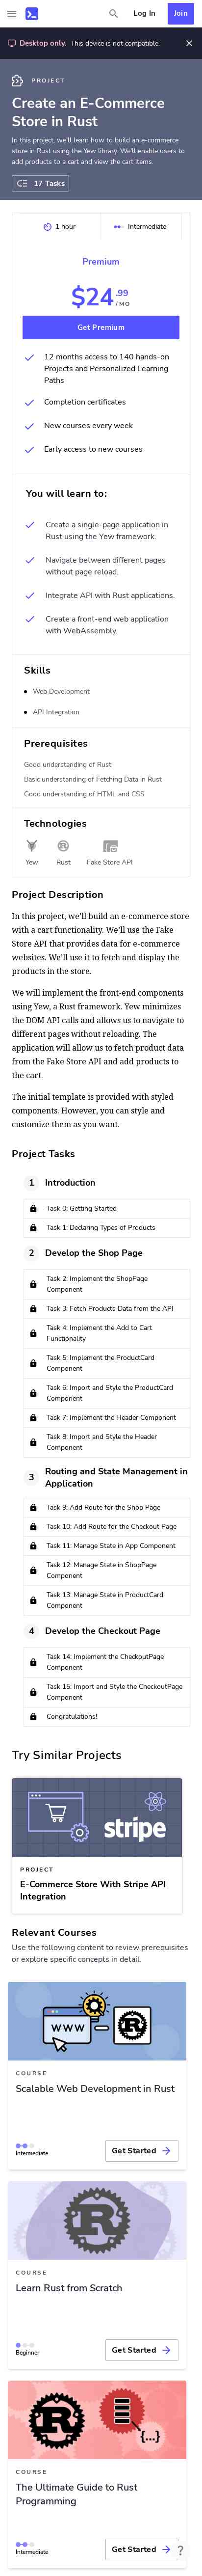 Log In
Join
Desktop only. This device is not compatible.
PROJECT
Create an E-Commerce
Store in Rust
In this project, we'll learn how to build an e-commerce
store in Rust using the Yew library. We'll enable users to
add products to a cart and view the cart items.
17 Tasks
1 hour
Intermediate
Premium
$24 .99 / MO
Get Premium
12 months access to 140 hands-on
Projects and Personalized Learning
Paths
Completion certificates
New courses every week
Early access to new courses
You will learn to:
Create a single-page application in
Rust using the Yew framework.
Navigate between different pages
without page reload.
Integrate API with Rust applications.
Create a front-end web application
with WebAssembly.
Skills
Web Development
API Integration
Prerequisites
Good understanding of Rust
Basic understanding of Fetching Data in Rust
Good understanding of HTML and CSS
Technologies
Yew
Rust
Fake Store API
Project Description
In this project, we'll build an e-commerce store
with a cart functionality. We'll use the Fake
Store API that provides data for e-commerce
websites. We'll use it to fetch and display the
products in the store.
We will implement the front-end components
using Yew, a Rust framework. Yew minimizes
the DOM API calls and allows us to navigate to
different pages without reloading. The
application will allow us to fetch product data
from the Fake Store API and add products to
the cart.
The initial template is provided with styled
components. However, you can style and
customize them as you want.
Project Tasks
1 Introduction
Task 0: Getting Started
Task 1: Declaring Types of Products
2 Develop the Shop Page
Task 2: Implement the ShopPage
Component
Task 3: Fetch Products Data from the API
Task 4: Implement the Add to Cart
Functionality
Task 5: Implement the ProductCard
Component
Task 6: Import and Style the ProductCard
Component
Task 7: Implement the Header Component
Task 8: Import and Style the Header
Component
3 Routing and State Management in
Application
Task 9: Add Route for the Shop Page
Task 10: Add Route for the Checkout Page
Task 11: Manage State in App Component
Task 12: Manage State in ShopPage
Component
Task 13: Manage State in ProductCard
Component
4 Develop the Checkout Page
Task 14: Implement the CheckoutPage
Component
Task 15: Import and Style the CheckoutPage
Component
Congratulations!
Try Similar Projects
stripe
PROJECT
E-Commerce Store With Stripe API
Integration
Relevant Courses
Use the following content to review prerequisites
or explore specific concepts in detail.
WWW
COURSE
Scalable Web Development in Rust
Intermediate
Get Started
COURSE
Learn Rust from Scratch
Beginner
Get Started
{...}
COURSE
The Ultimate Guide to Rust
Programming
Intermediate
Get Started
?